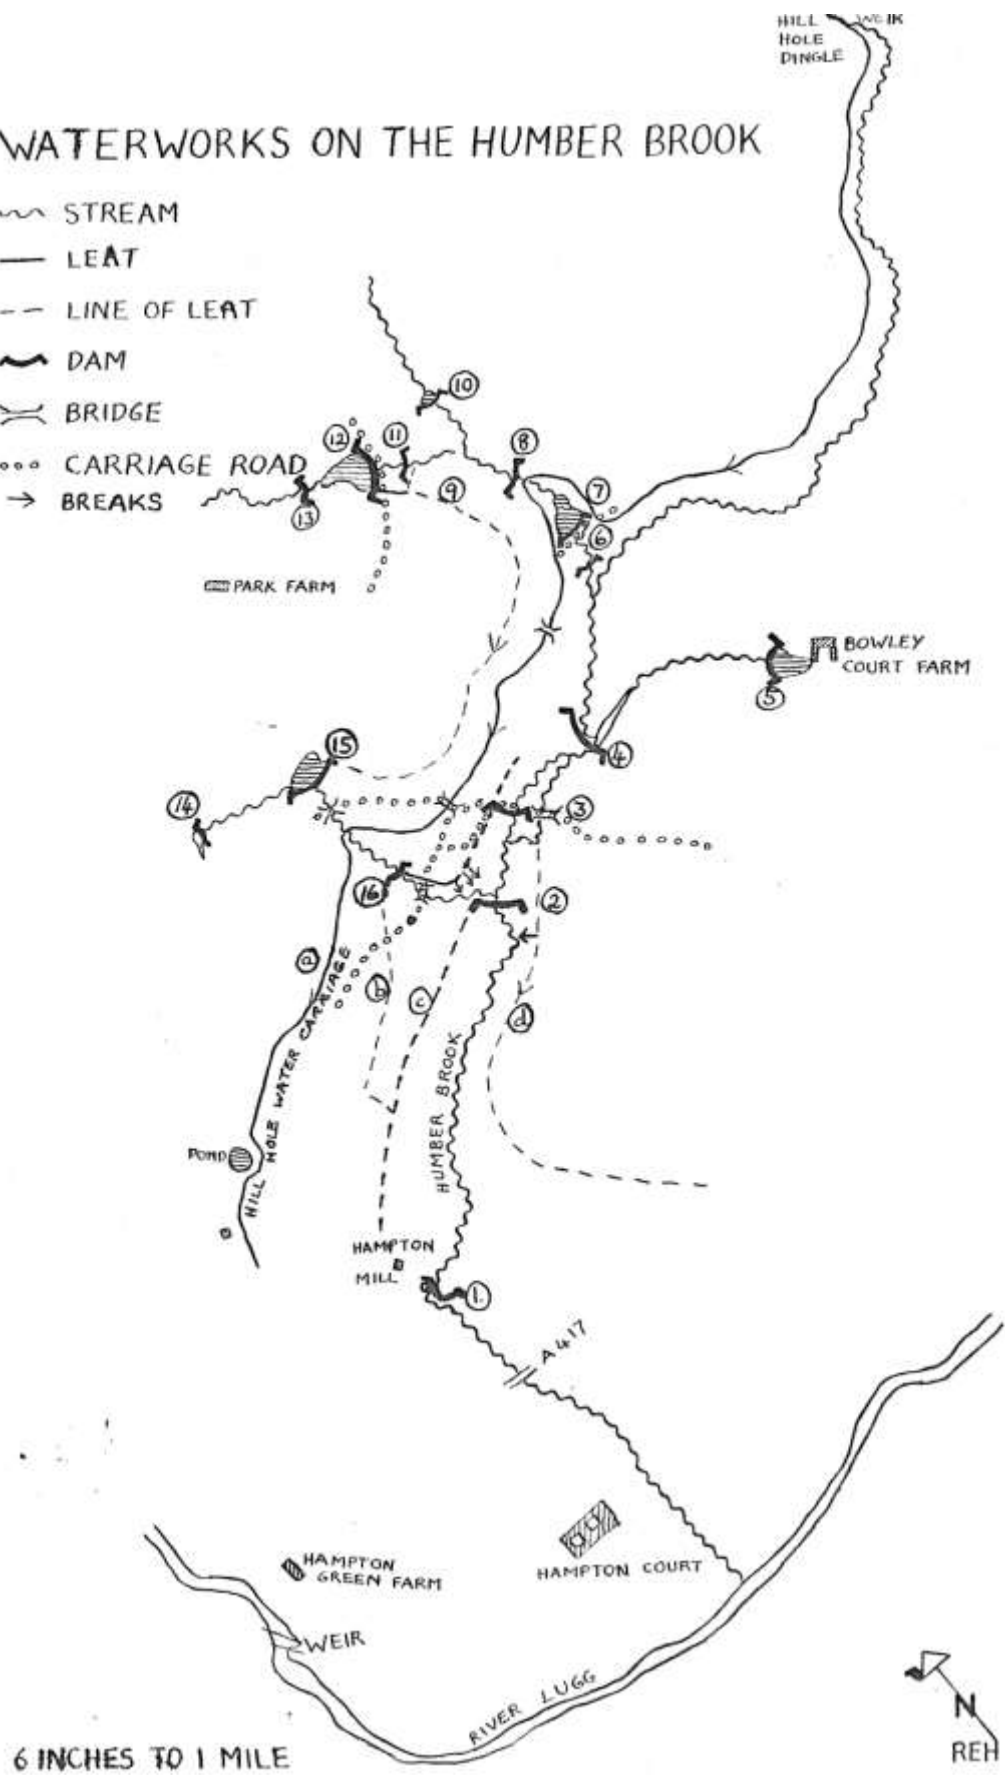 HILL WEIR
HOLE
DINGLE
WATERWORKS ON THE HUMBER BROOK
STREAM
LEAT
LINE OF LEAT
DAM
BRIDGE
CARRIAGE ROAD
BREAKS
10
12
11
8
9
7
13
6
PARK FARM
BOWLEY
COURT FARM
5
15
4
14
3
16
2
a
b
c
d
HILL HOLE WATER CARRIAGE
HUMBER BROOK
POND
HAMPTON
MILL
1.
A417
HAMPTON
GREEN FARM
HAMPTON COURT
WEIR
RIVER LUGG
N
REH
6 INCHES TO 1 MILE